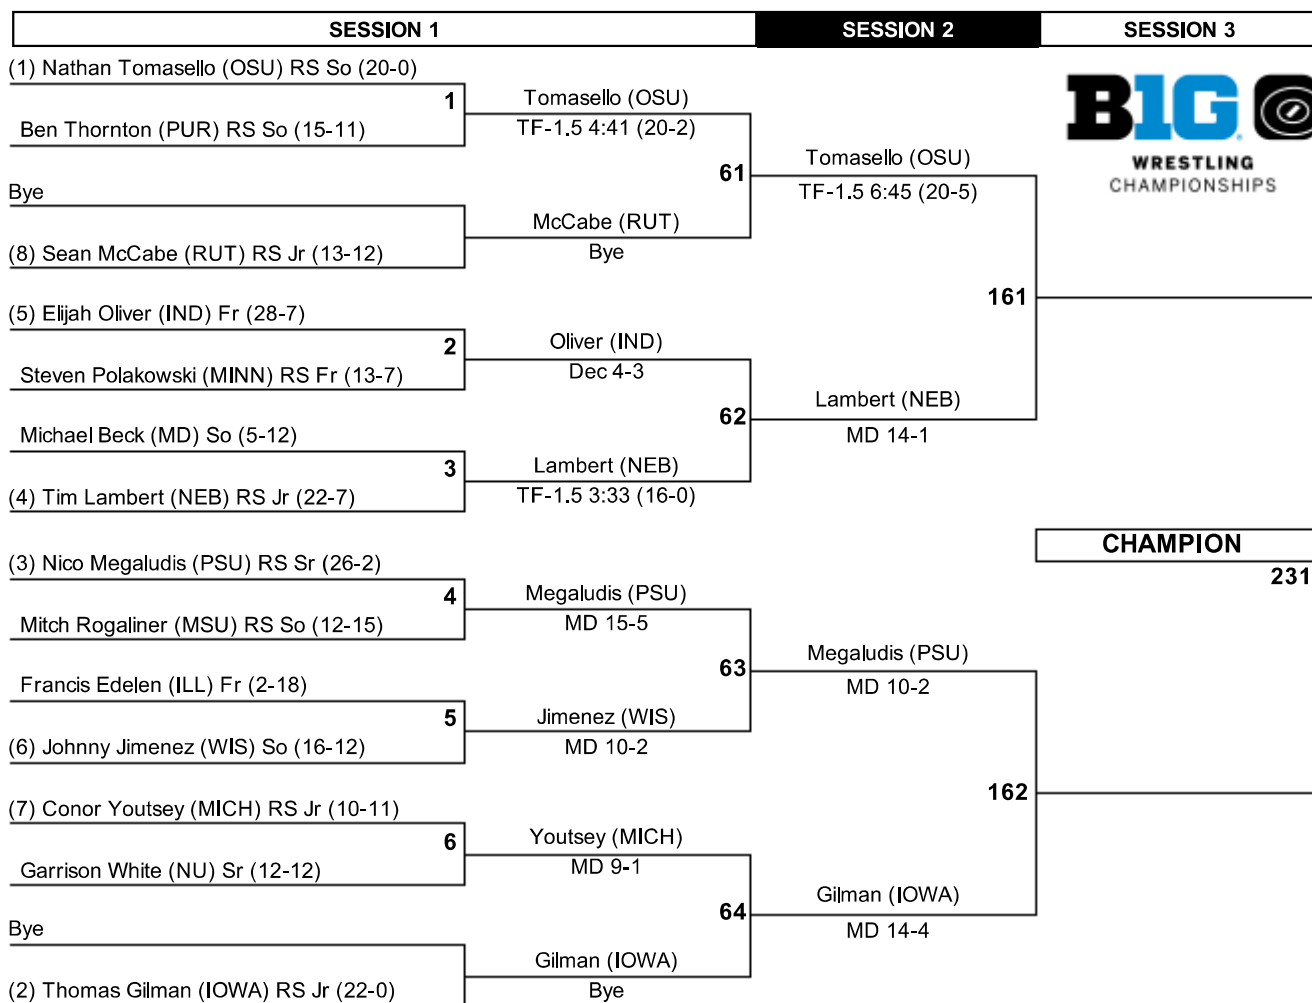 SESSION 1
SESSION 2
SESSION 3
(1) Nathan Tomasello (OSU) RS So (20-0)
1
Ben Thornton (PUR) RS So (15-11)
Tomasello (OSU)
TF-1.5 4:41 (20-2)
Bye
(8) Sean McCabe (RUT) RS Jr (13-12)
McCabe (RUT)
Bye
61
Tomasello (OSU)
TF-1.5 6:45 (20-5)
(5) Elijah Oliver (IND) Fr (28-7)
2
Steven Polakowski (MINN) RS Fr (13-7)
Oliver (IND)
Dec 4-3
Michael Beck (MD) So (5-12)
3
(4) Tim Lambert (NEB) RS Jr (22-7)
Lambert (NEB)
TF-1.5 3:33 (16-0)
62
Lambert (NEB)
MD 14-1
161
B1G
WRESTLING
CHAMPIONSHIPS
(3) Nico Megaludis (PSU) RS Sr (26-2)
4
Mitch Rogaliner (MSU) RS So (12-15)
Megaludis (PSU)
MD 15-5
Francis Edelen (ILL) Fr (2-18)
5
(6) Johnny Jimenez (WIS) So (16-12)
Jimenez (WIS)
MD 10-2
63
Megaludis (PSU)
MD 10-2
(7) Conor Youtsey (MICH) RS Jr (10-11)
6
Garrison White (NU) Sr (12-12)
Youtsey (MICH)
MD 9-1
Bye
(2) Thomas Gilman (IOWA) RS Jr (22-0)
Gilman (IOWA)
Bye
64
Gilman (IOWA)
MD 14-4
162
CHAMPION
231